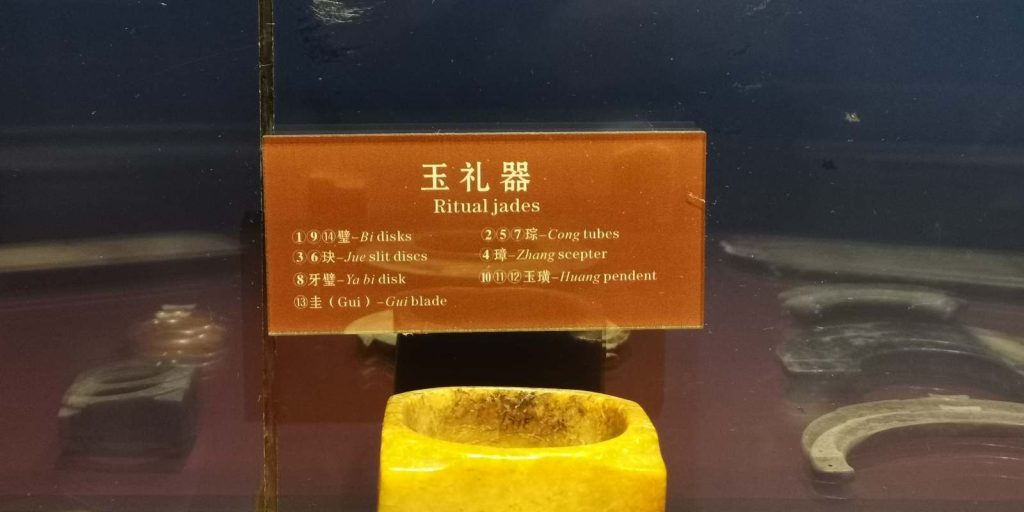 玉礼器
Ritual jades
①⑨⑭璧–Bi disks
②⑤⑦琮–Cong tubes
③⑥玦–Jue slit discs
④璋–Zhang scepter
⑧牙璧–Ya bi disk
⑩⑪⑫玉璜–Huang pendent
⑬圭（Gui）–Gui blade